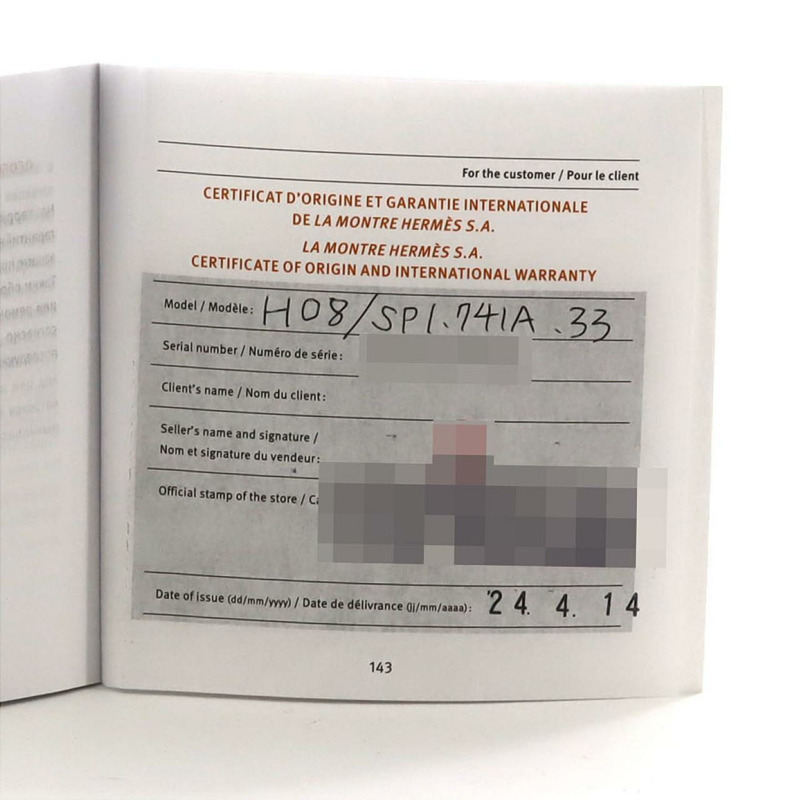 For the customer / Pour le client
CERTIFICAT D'ORIGINE ET GARANTIE INTERNATIONALE
DE LA MONTRE HERMÈS S.A.
LA MONTRE HERMÈS S.A.
CERTIFICATE OF ORIGIN AND INTERNATIONAL WARRANTY
Model / Modèle: H08/SP1.741A.33
Serial number / Numéro de série:
Client's name / Nom du client:
Seller's name and signature /
Nom et signature du vendeur:
Official stamp of the store /
Date of issue (dd/mm/yyyy) / Date de délivrance (jj/mm/aaaa): '24. 4. 14
143